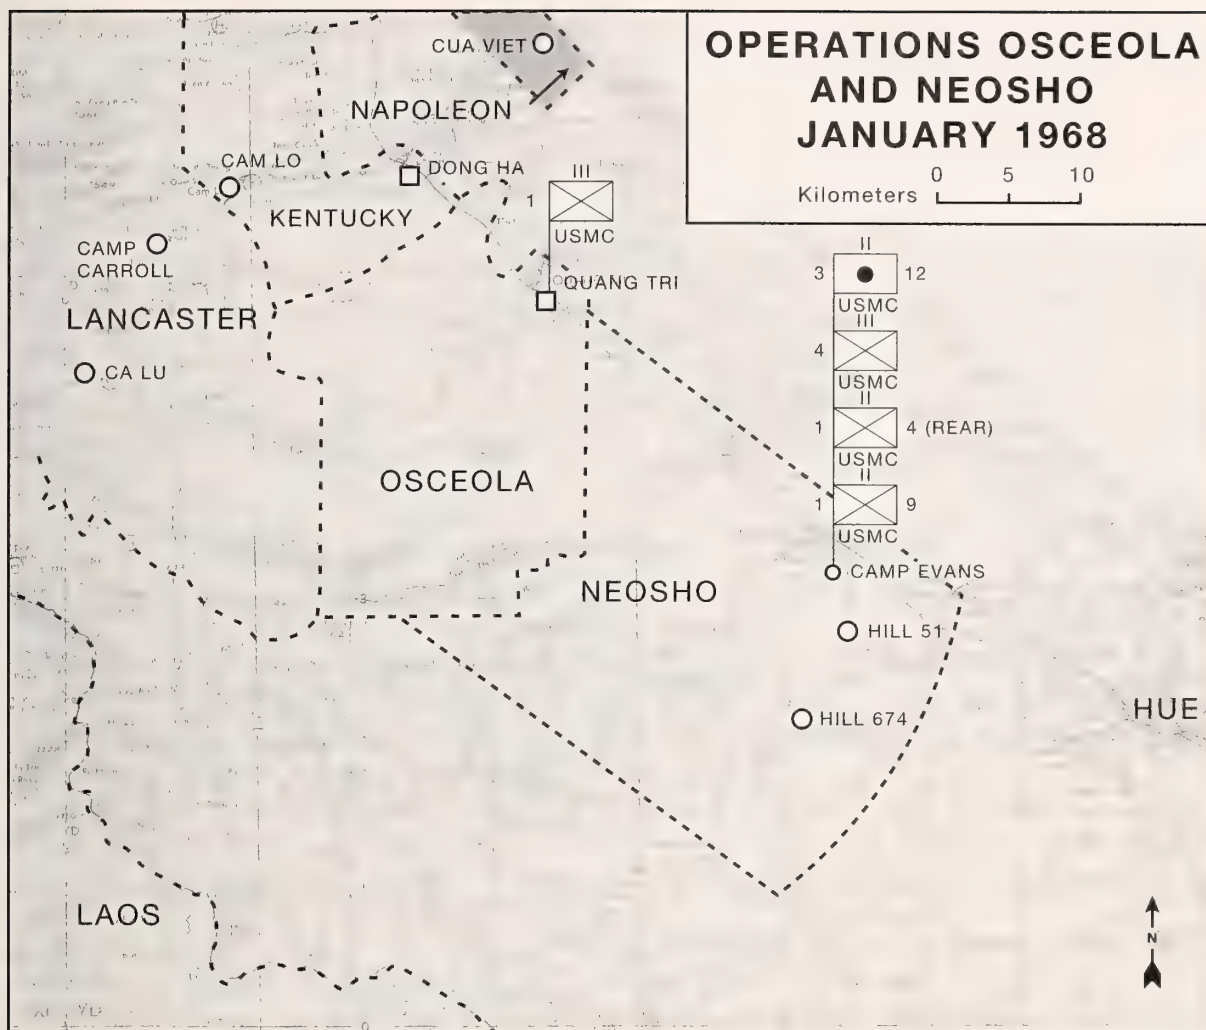 OPERATIONS OSCEOLA
AND NEOSHO
JANUARY 1968
Kilometers 0 5 10
CUA VIET
NAPOLEON
CAM LO
DONG HA
III
1
USMC
KENTUCKY
CAMP
CARROLL
QUANG TRI
LANCASTER
CA LU
II
3 12
USMC
III
4
USMC
II
1 4 (REAR)
USMC
II
1 9
USMC
OSCEOLA
CAMP EVANS
NEOSHO
HILL 51
HILL 674
HUE
LAOS
N